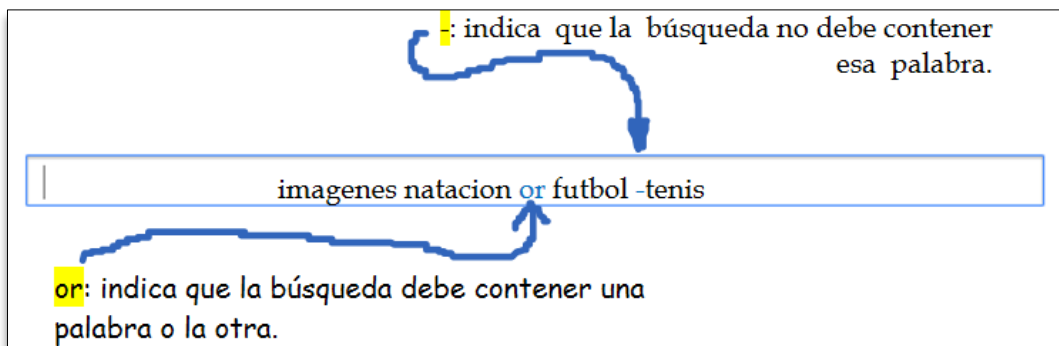 -: indica que la búsqueda no debe contener
esa palabra.
imagenes natacion or futbol -tenis
or: indica que la búsqueda debe contener una
palabra o la otra.